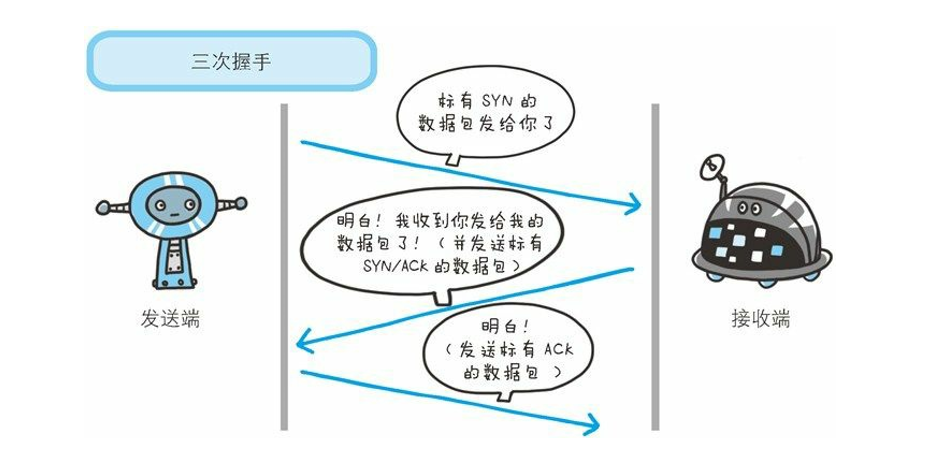 三次握手
标有 SYN 的
数据包发给你了
明白！我收到你发给我的
数据包了！（并发送标有
SYN/ACK 的数据包）
明白！
（发送标有 ACK
的数据包）
发送端
接收端